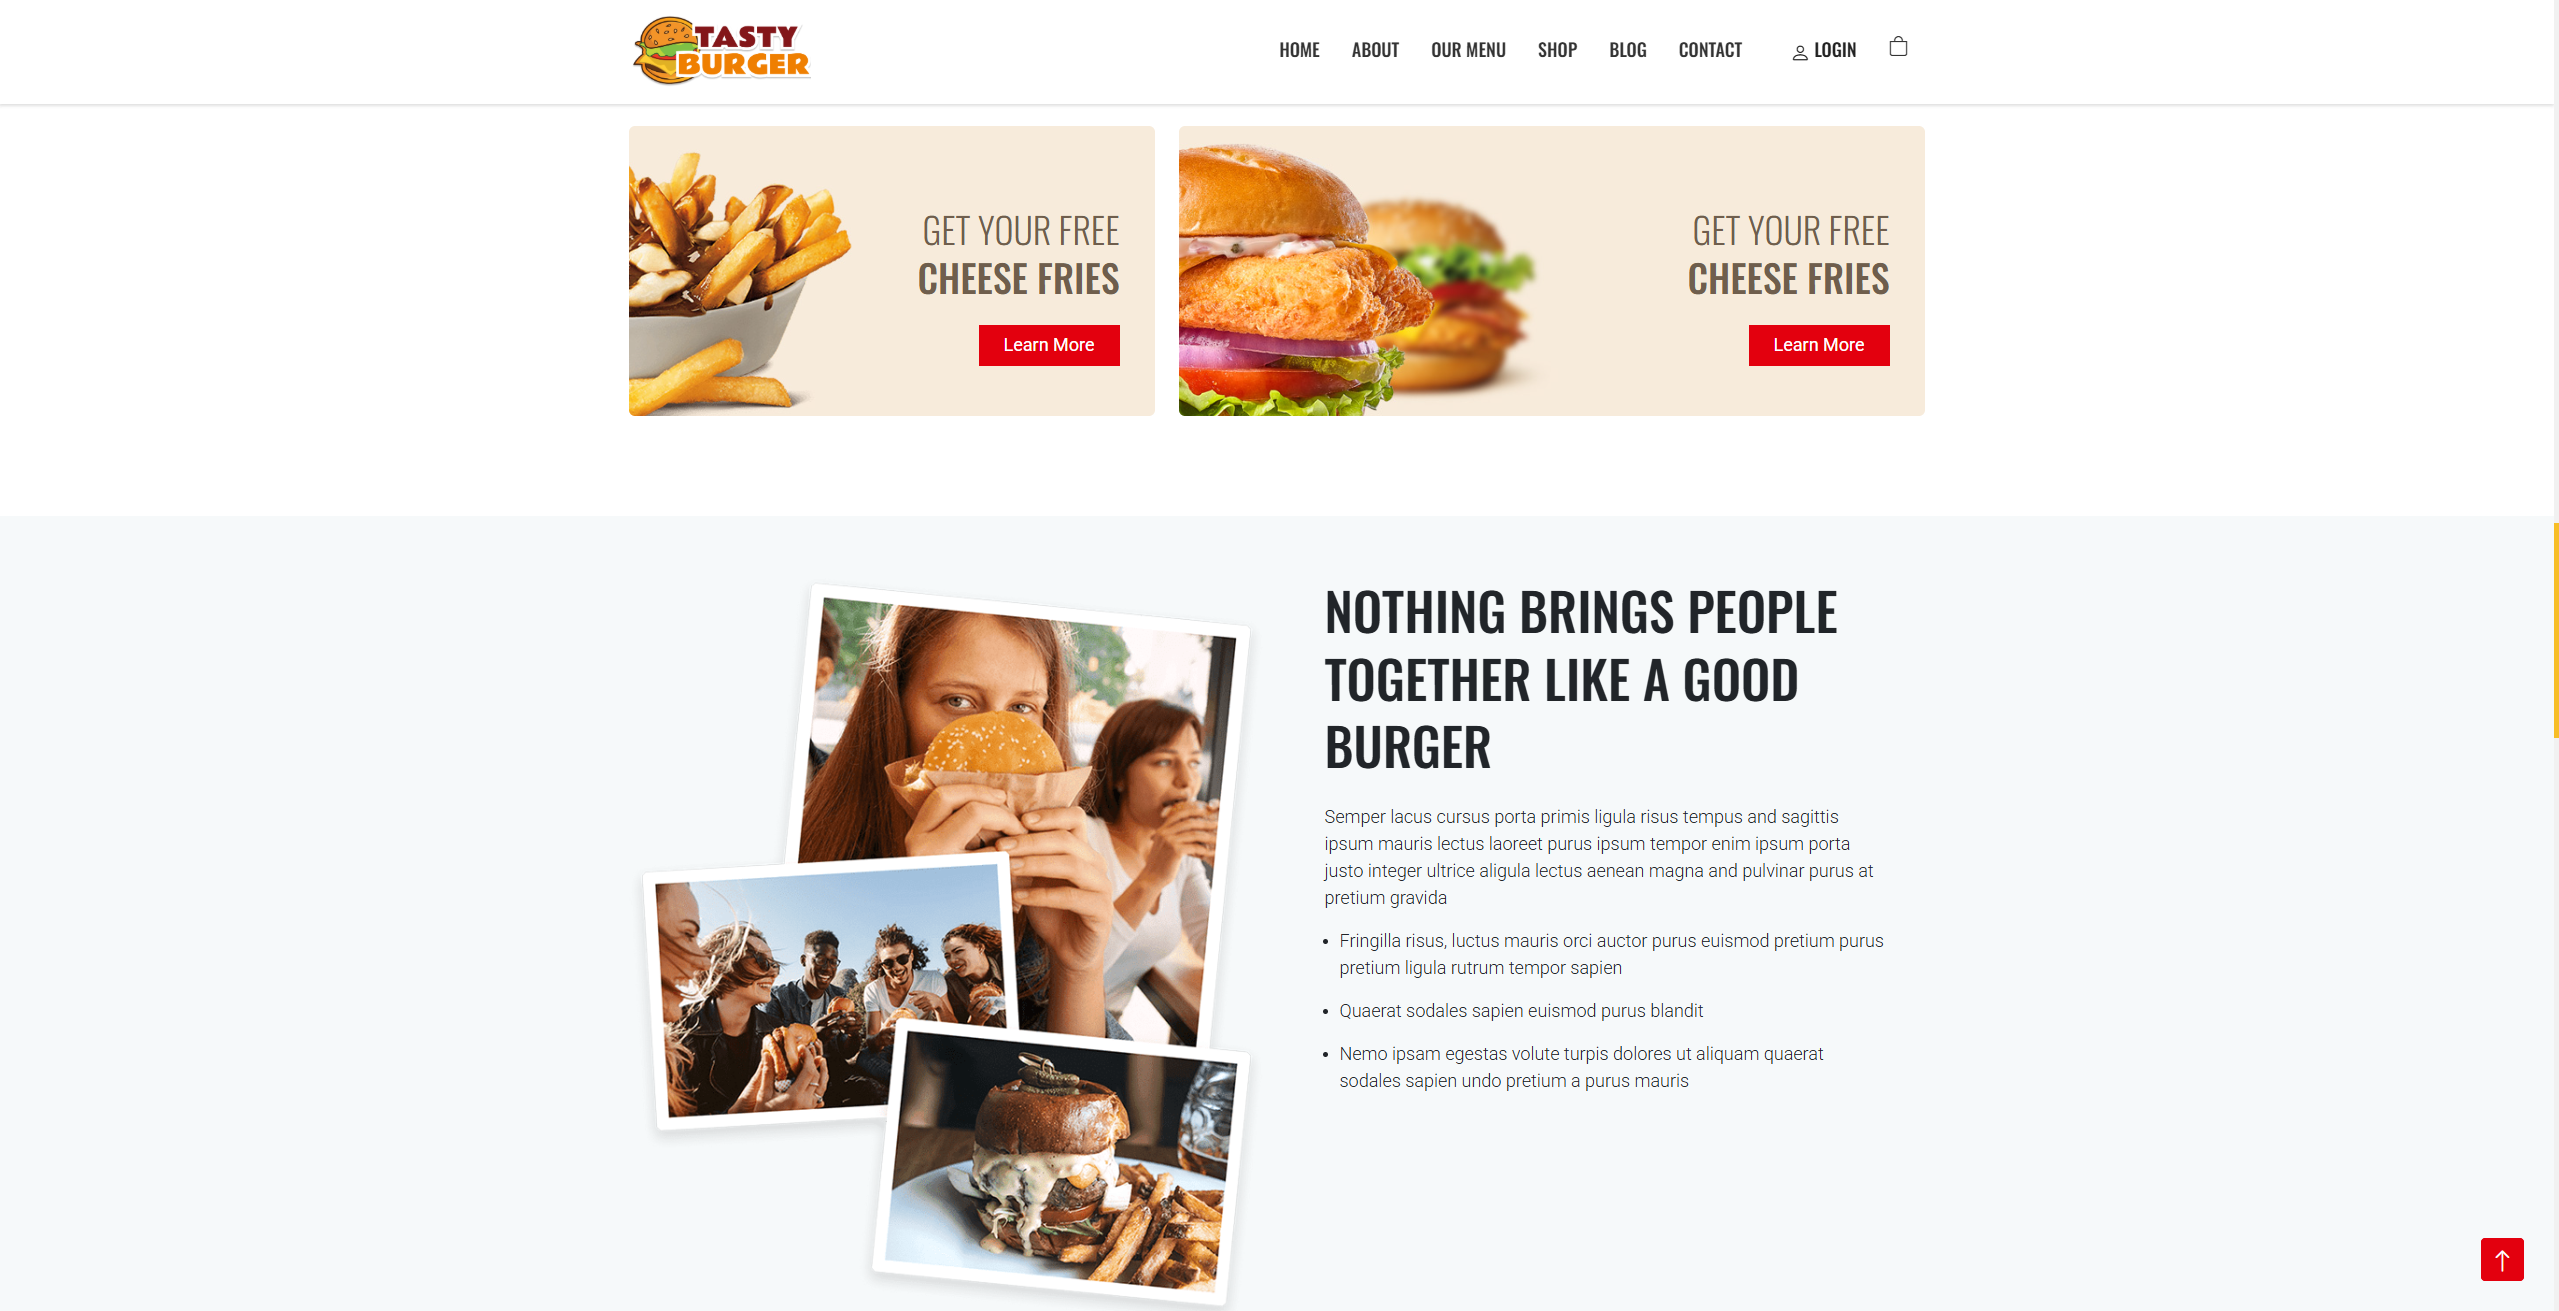 TASTY
BURGER
HOME ABOUT OUR MENU SHOP BLOG CONTACT LOGIN
GET YOUR FREE
CHEESE FRIES
Learn More
GET YOUR FREE
CHEESE FRIES
Learn More
NOTHING BRINGS PEOPLE
TOGETHER LIKE A GOOD
BURGER
Semper lacus cursus porta primis ligula risus tempus and sagittis
ipsum mauris lectus laoreet purus ipsum tempor enim ipsum porta
justo integer ultrice aligula lectus aenean magna and pulvinar purus at
pretium gravida
• Fringilla risus, luctus mauris orci auctor purus euismod pretium purus
pretium ligula rutrum tempor sapien
• Quaerat sodales sapien euismod purus blandit
• Nemo ipsam egestas volute turpis dolores ut aliquam quaerat
sodales sapien undo pretium a purus mauris